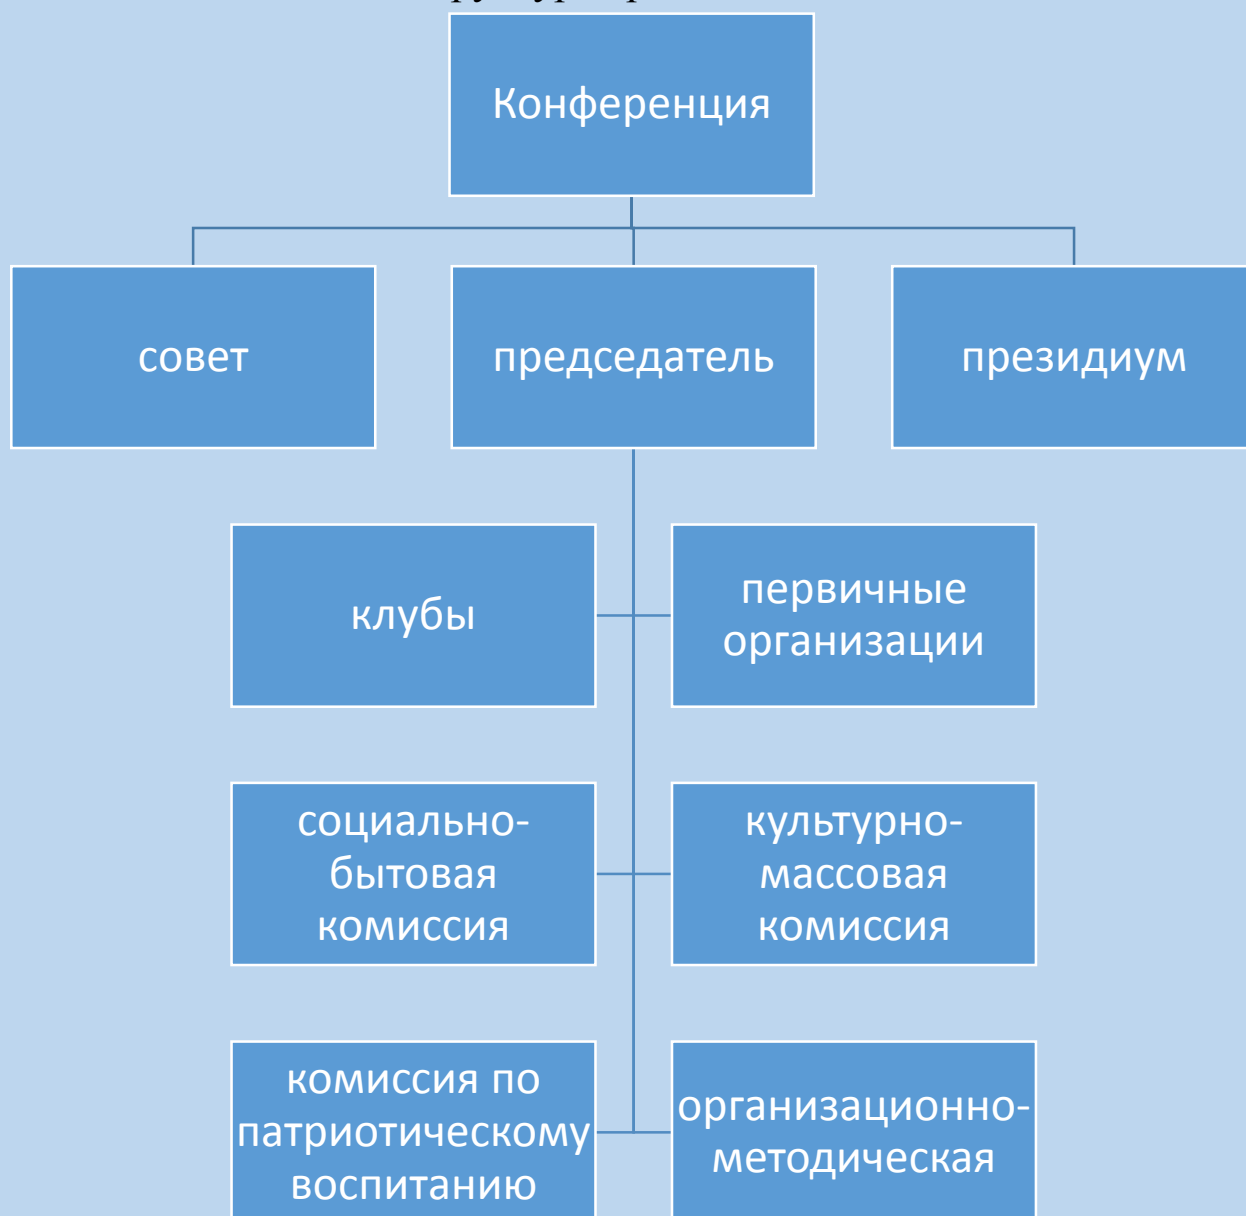 Конференция
совет
председатель
президиум
клубы
первичные
организации
социально-
бытовая
комиссия
культурно-
массовая
комиссия
комиссия по
патриотическому
воспитанию
организационно-
методическая